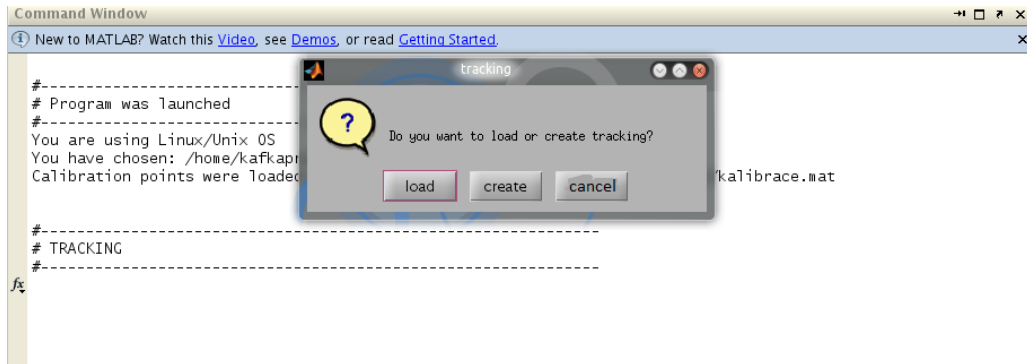 Command Window
New to MATLAB? Watch this Video, see Demos, or read Getting Started.
#------------------------------
# Program was launched
#------------------------------
You are using Linux/Unix OS
You have chosen: /home/kafkapr
Calibration points were loaded
/kalibrace.mat
tracking
?
Do you want to load or create tracking?
load create cancel
#----------------------------------------------------------------
# TRACKING
#----------------------------------------------------------------
fx